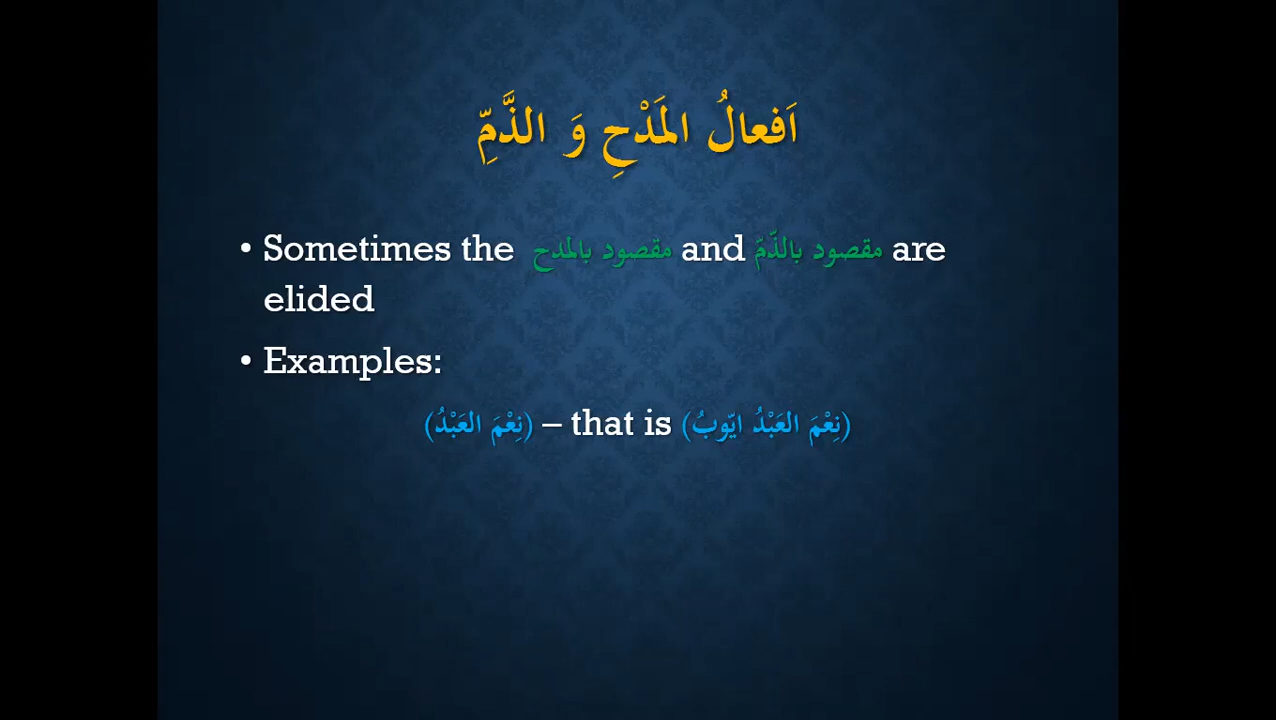 اَفعالُ المَدْحِ وَ الذَّمِّ
• Sometimes the مقصود بالمدح and مقصود بالذّمّ are
elided
• Examples:
(نِعْمَ العَبْدُ) – that is (نِعْمَ العَبْدُ ايّوبُ)